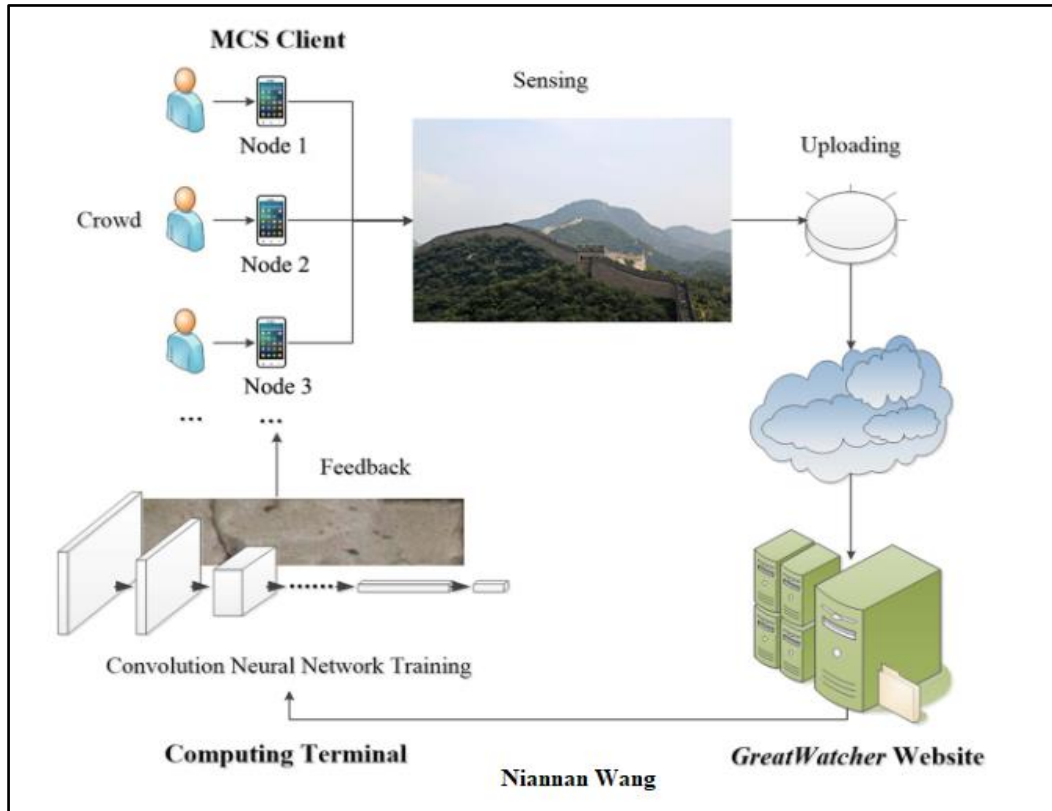 MCS Client
Sensing
Uploading
Node 1
Crowd
Node 2
Node 3
...
...
Feedback
Convolution Neural Network Training
Computing Terminal
GreatWatcher Website
Niannan Wang